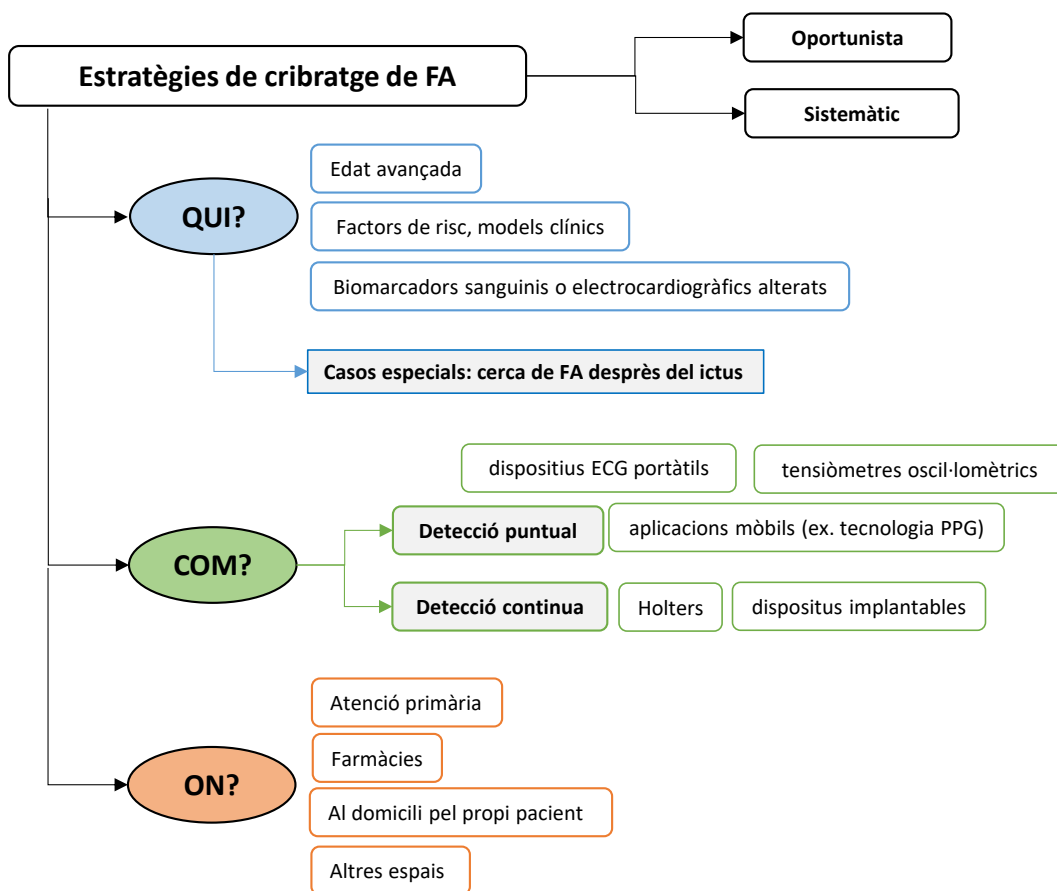 Estratègies de cribratge de FA
Oportunista
Sistemàtic
QUI?
Edat avançada
Factors de risc, models clínics
Biomarcadors sanguinis o electrocardiogràfics alterats
Casos especials: cerca de FA desprès del ictus
COM?
dispositius ECG portàtils
tensiòmetres oscil·lomètrics
Detecció puntual
aplicacions mòbils (ex. tecnologia PPG)
Detecció continua
Holters
dispositus implantables
ON?
Atenció primària
Farmàcies
Al domicili pel propi pacient
Altres espais